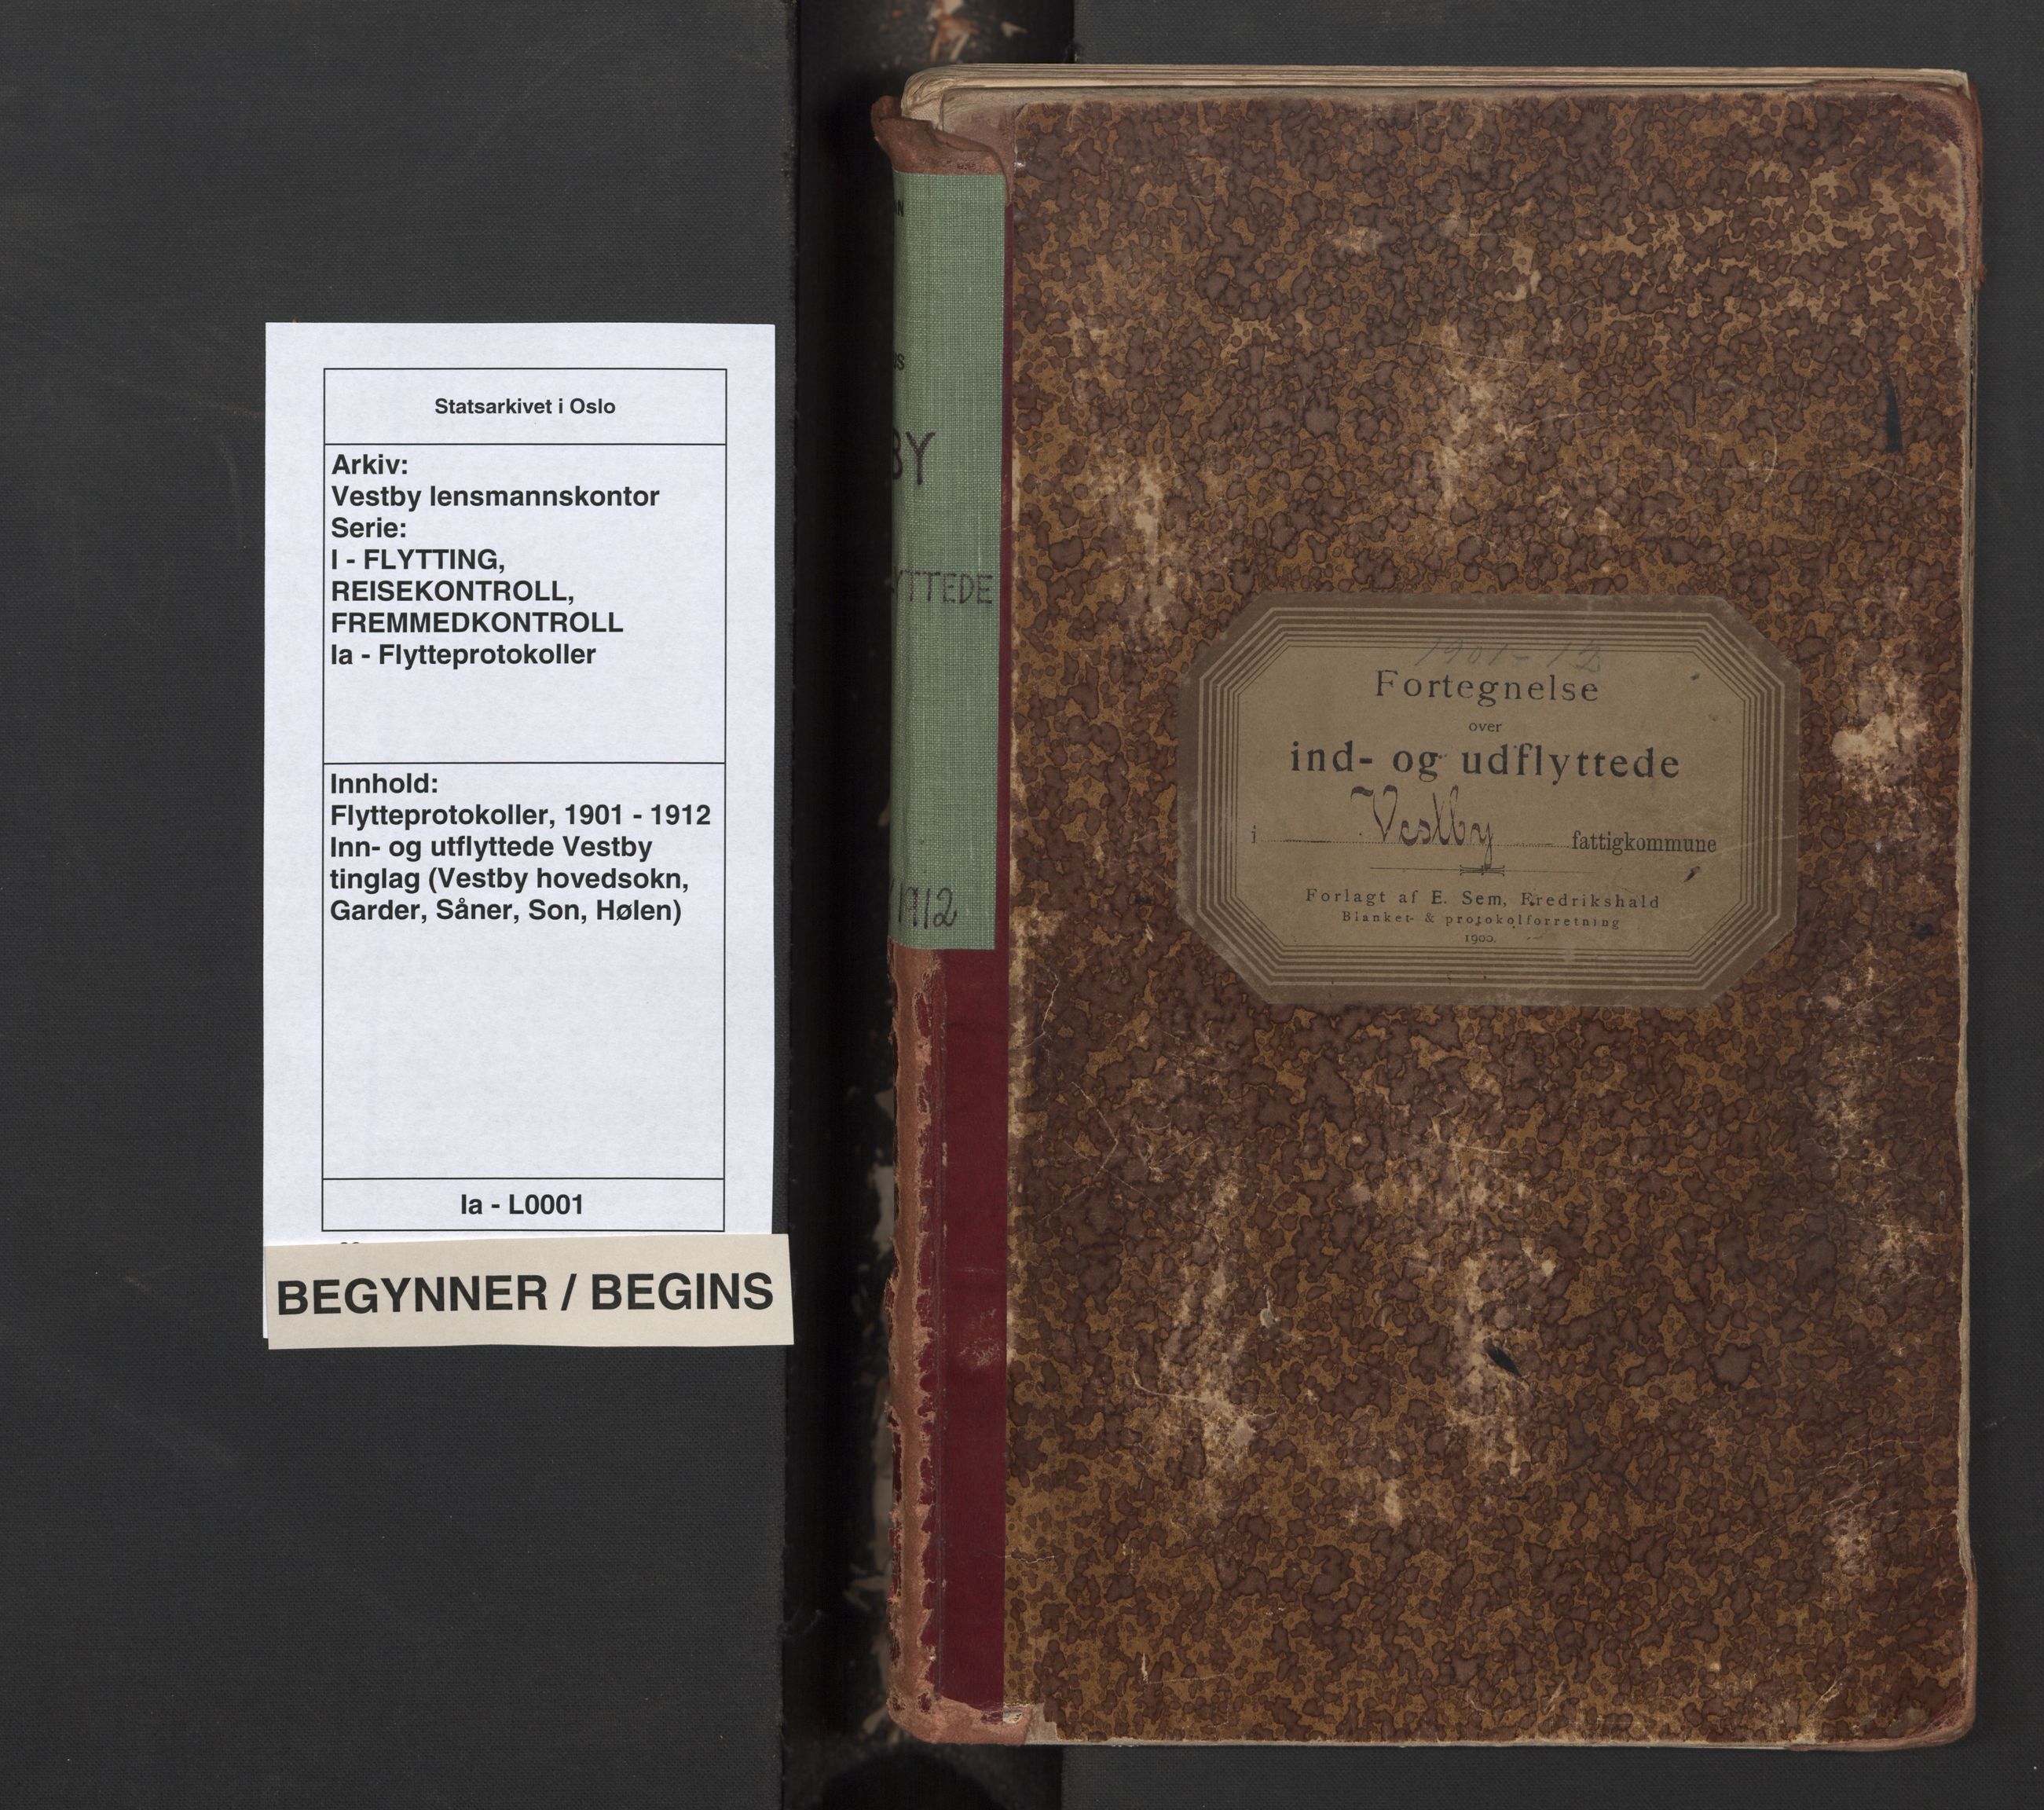 Statsarkivet i Oslo
Arkiv:
Vestby lensmannskontor
Serie:
I - FLYTTING,
REISEKONTROLL,
FREMMEDKONTROLL
Ia - Flytteprotokoller
Innhold:
Flytteprotokoller, 1901 - 1912
Inn- og utflyttede Vestby
tinglag (Vestby hovedsokn,
Garder, Såner, Son, Hølen)
Ia - L0001
BEGYNNER / BEGINS
BY
YTTEDE
1912
1901-12
Fortegnelse
over
ind- og udflyttede
i Vestby fattigkommune
Forlagt af E. Sem, Fredrikshald
Blanket- & protokolforretning
1900.